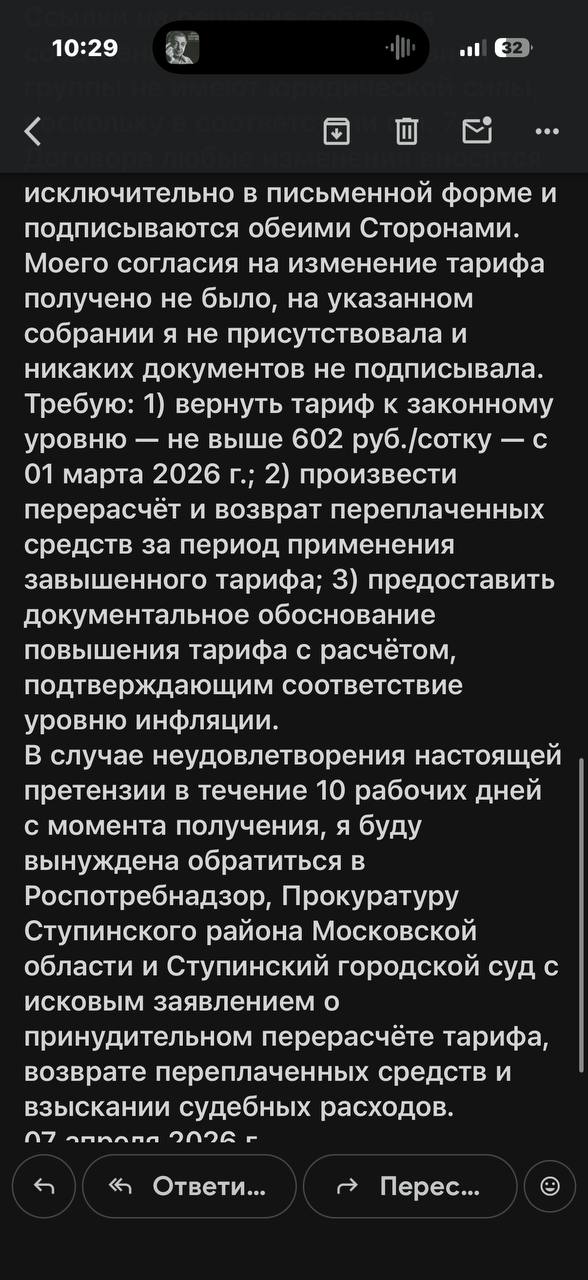 10:29
32
исключительно в письменной форме и
подписываются обеими Сторонами.
Моего согласия на изменение тарифа
получено не было, на указанном
собрании я не присутствовала и
никаких документов не подписывала.
Требую: 1) вернуть тариф к законному
уровню — не выше 602 руб./сотку — с
01 марта 2026 г.; 2) произвести
перерасчёт и возврат переплаченных
средств за период применения
завышенного тарифа; 3) предоставить
документальное обоснование
повышения тарифа с расчётом,
подтверждающим соответствие
уровню инфляции.
В случае неудовлетворения настоящей
претензии в течение 10 рабочих дней
с момента получения, я буду
вынуждена обратиться в
Роспотребнадзор, Прокуратуру
Ступинского района Московской
области и Ступинский городской суд с
исковым заявлением о
принудительном перерасчёте тарифа,
возврате переплаченных средств и
взыскании судебных расходов.
07 апреля 2026 г.
Ответи...
Перес...